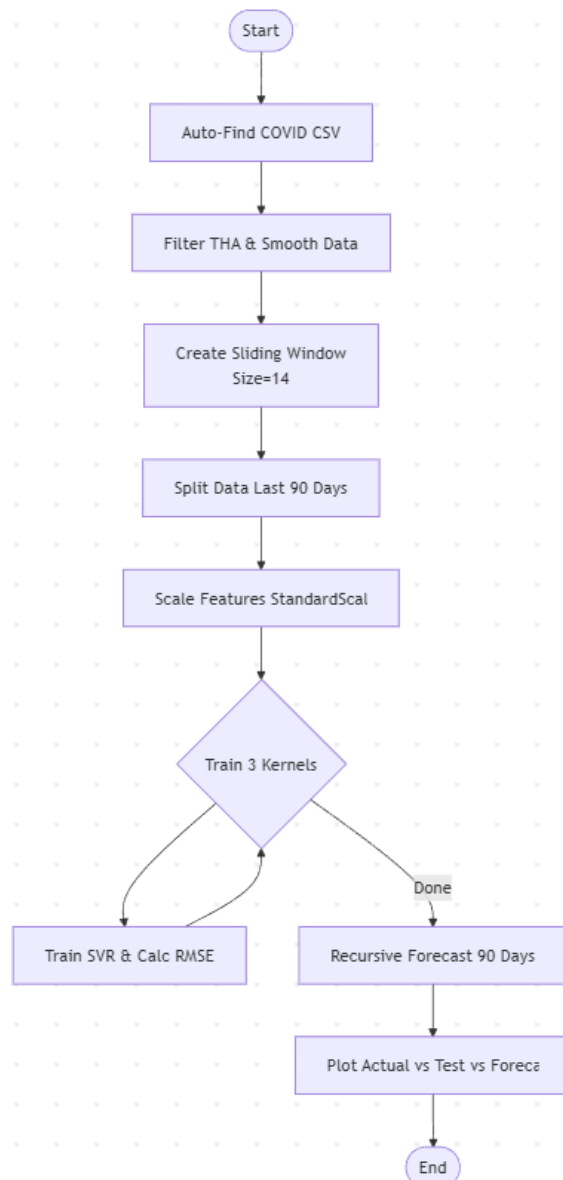 Start
Auto-Find COVID CSV
Filter THA & Smooth Data
Create Sliding Window
Size=14
Split Data Last 90 Days
Scale Features StandardScal
Train 3 Kernels
Done
Train SVR & Calc RMSE
Recursive Forecast 90 Days
Plot Actual vs Test vs Foreca
End